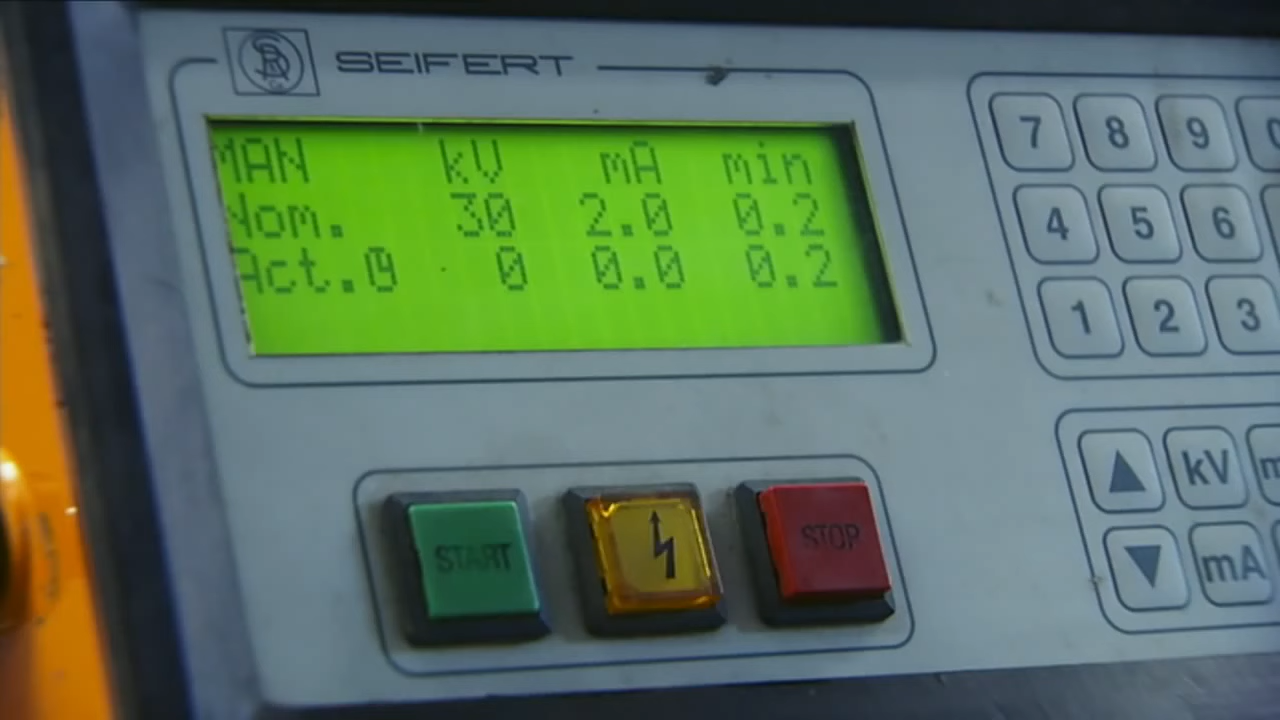 SEIFERT
MAN kV mA min
Nom. 30 2.0 0.2
Act. 0 0.0 0.2
START
STOP
7 8 9
4 5 6
1 2 3
kV
mA